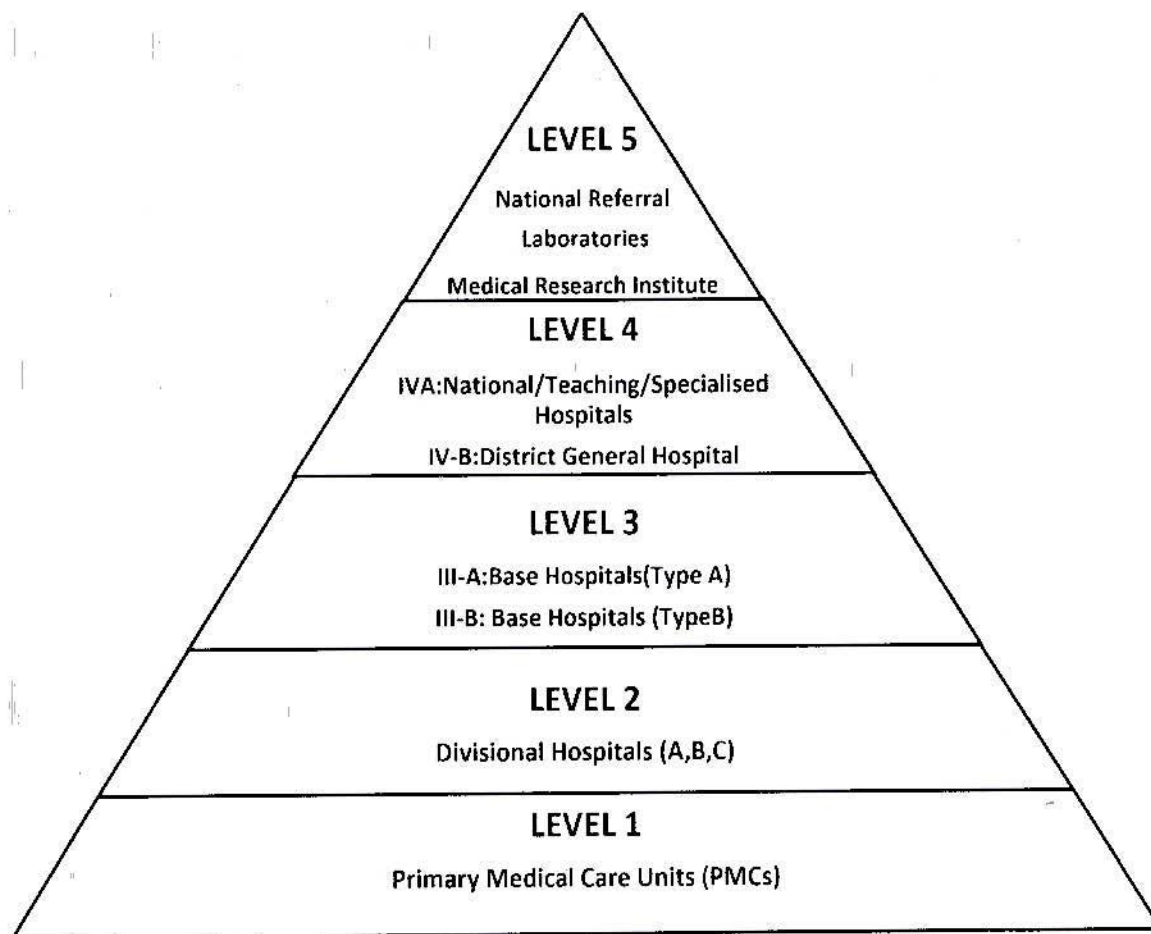 LEVEL 5
National Referral
Laboratories
Medical Research Institute
LEVEL 4
IVA:National/Teaching/Specialised
Hospitals
IV-B:District General Hospital
LEVEL 3
III-A:Base Hospitals(Type A)
III-B: Base Hospitals (TypeB)
LEVEL 2
Divisional Hospitals (A,B,C)
LEVEL 1
Primary Medical Care Units (PMCs)